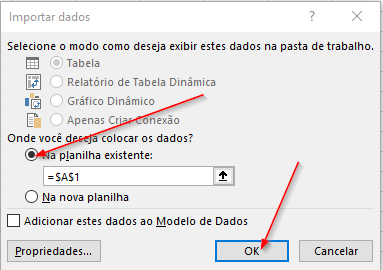 Importar dados
Selecione o modo como deseja exibir estes dados na pasta de trabalho.
Tabela
Relatório de Tabela Dinâmica
Gráfico Dinâmico
Apenas Criar Conexão
Onde você deseja colocar os dados?
Na planilha existente:
=$A$1
Na nova planilha
Adicionar estes dados ao Modelo de Dados
Propriedades... OK Cancelar